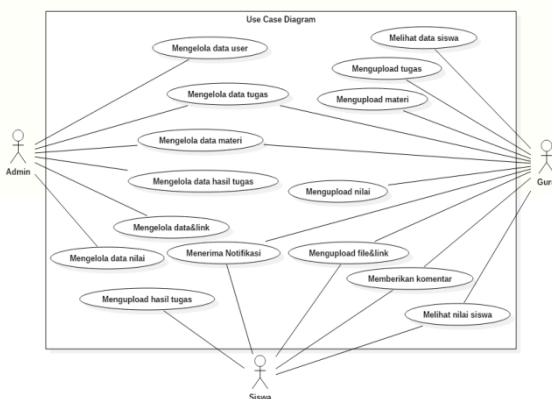 Use Case Diagram
Melihat data siswa
Mengelola data user
Mengupload tugas
Mengelola data tugas
Mengupload materi
Mengelola data materi
Admin
Guru
Mengelola data hasil tugas
Mengupload nilai
Mengelola data&link
Mengelola data nilai
Menerima Notifikasi
Mengupload file&link
Memberikan komentar
Mengupload hasil tugas
Melihat nilai siswa
Siswa